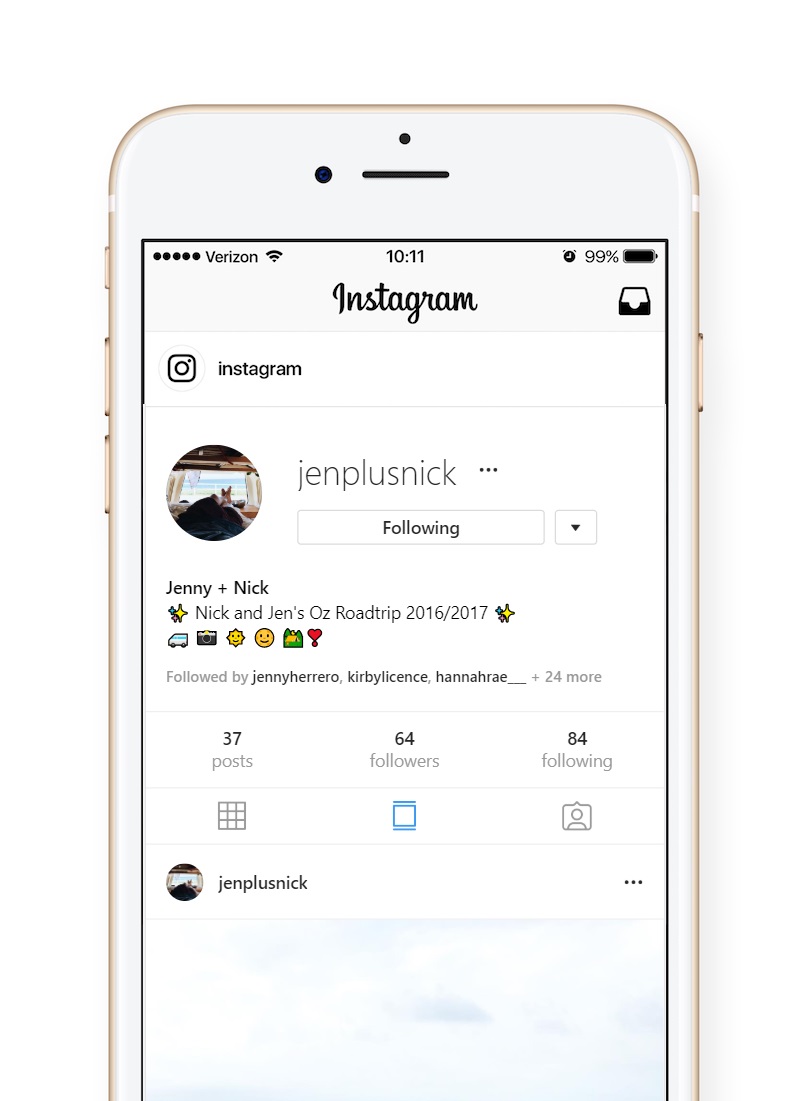 Verizon 10:11 99%
Instagram
instagram
jenplusnick ...
Following
Jenny + Nick
✨ Nick and Jen's Oz Roadtrip 2016/2017 ✨
🚐 📷 🌞 🙂 🏕️❣️
Followed by jennyherrero, kirbylicence, hannahrae__ + 24 more
37 64 84
posts followers following
jenplusnick ...